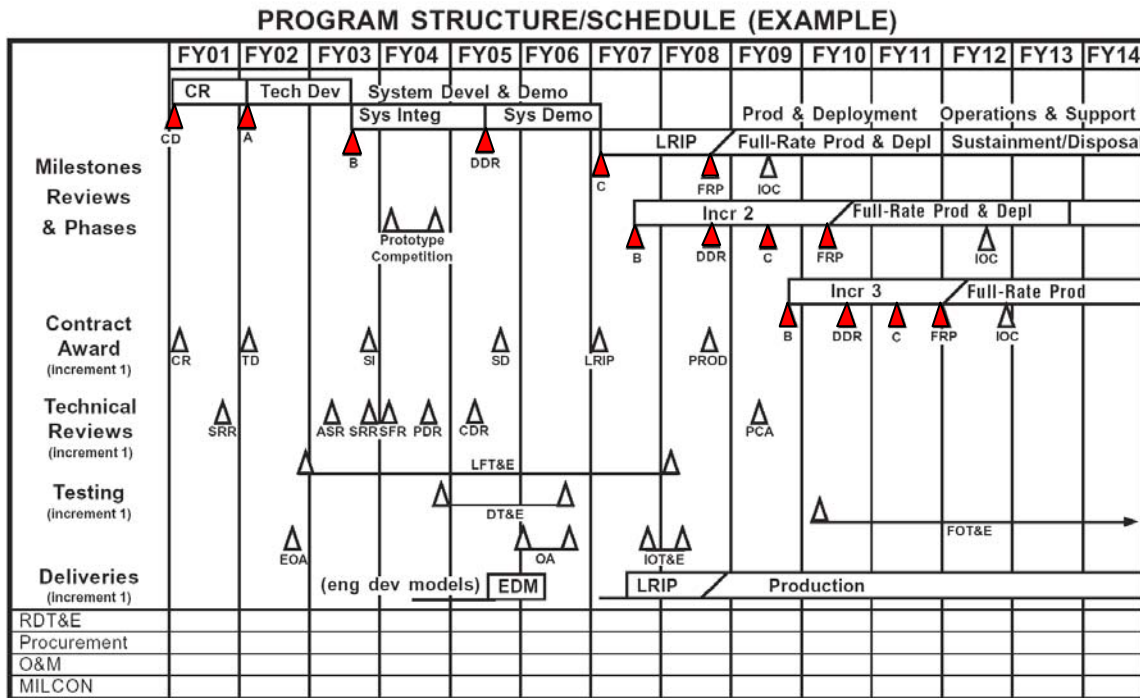 PROGRAM STRUCTURE/SCHEDULE (EXAMPLE)
FY01 FY02 FY03 FY04 FY05 FY06 FY07 FY08 FY09 FY10 FY11 FY12 FY13 FY14
CR Tech Dev System Devel & Demo
Sys Integ Sys Demo Prod & Deployment Operations & Support
CD A
LRIP Full-Rate Prod & Depl Sustainment/Disposa
B DDR C FRP IOC
Milestones
Reviews
& Phases
Incr 2 Full-Rate Prod & Depl
Prototype
Competition
B DDR C FRP IOC
Incr 3 Full-Rate Prod
B DDR C FRP IOC
Contract
Award
(increment 1)
CR TD SI SD LRIP PROD
Technical
Reviews
(increment 1)
SRR ASR SRR SFR PDR CDR PCA
LFT&E
Testing
(increment 1)
DT&E
FOT&E
EOA OA IOT&E
Deliveries
(increment 1)
(eng dev models) EDM LRIP Production
RDT&E
Procurement
O&M
MILCON